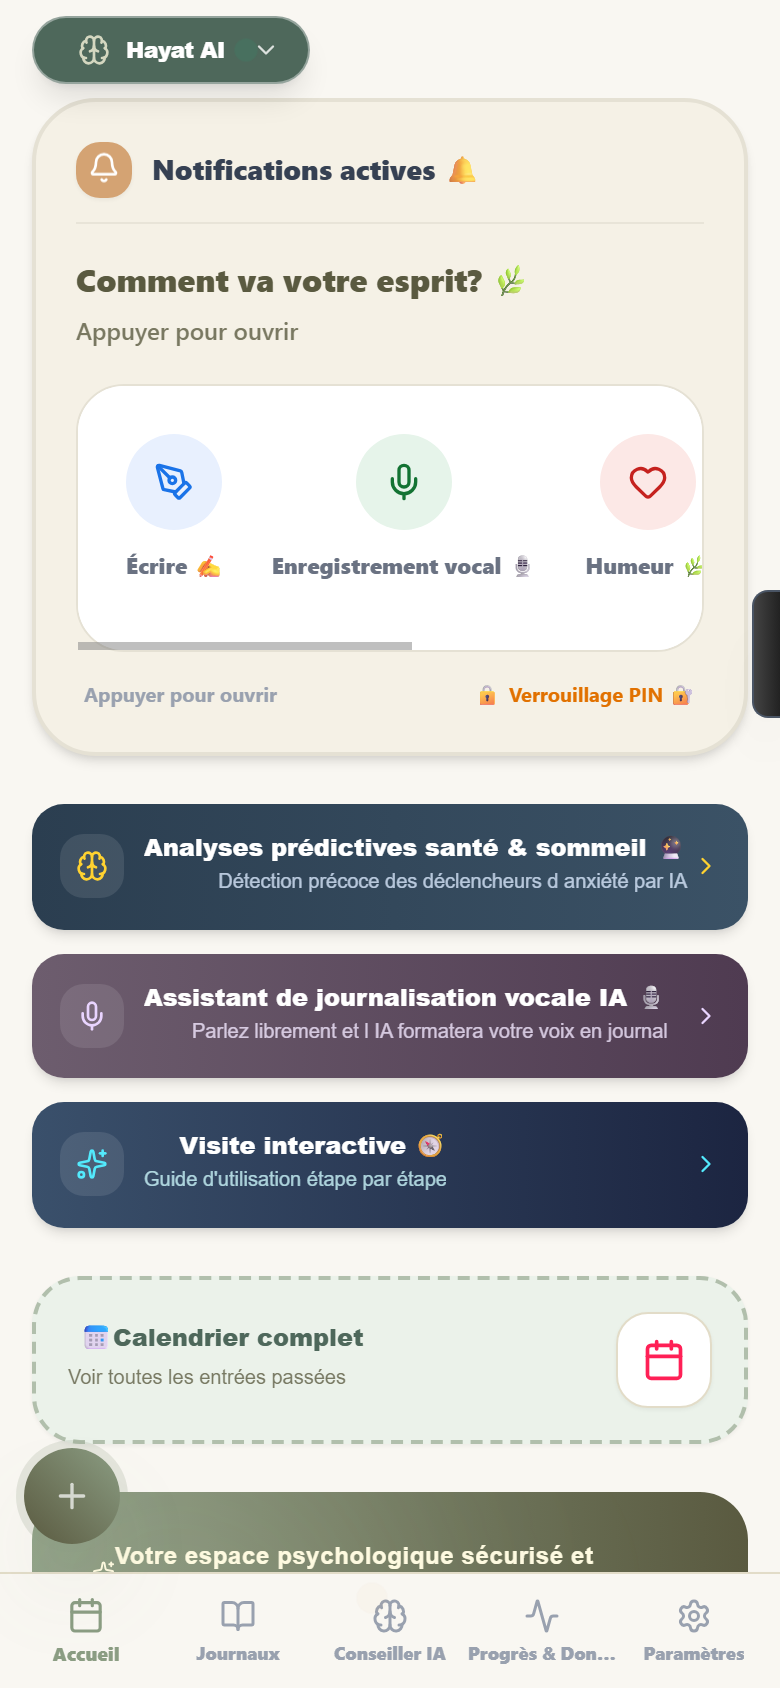 Hayat AI
Notifications actives 🔔
Comment va votre esprit? 🌿
Appuyer pour ouvrir
Écrire ✍️
Enregistrement vocal 🎙️
Humeur 🌿
Appuyer pour ouvrir
🔒 Verrouillage PIN 🔐
Analyses prédictives santé & sommeil 🔮
Détection précoce des déclencheurs d anxiété par IA
Assistant de journalisation vocale IA 🎙️
Parlez librement et l IA formatera votre voix en journal
Visite interactive 🧭
Guide d'utilisation étape par étape
🗓️ Calendrier complet
Voir toutes les entrées passées
Votre espace psychologique sécurisé et
Accueil
Journaux
Conseiller IA
Progrès & Don...
Paramètres